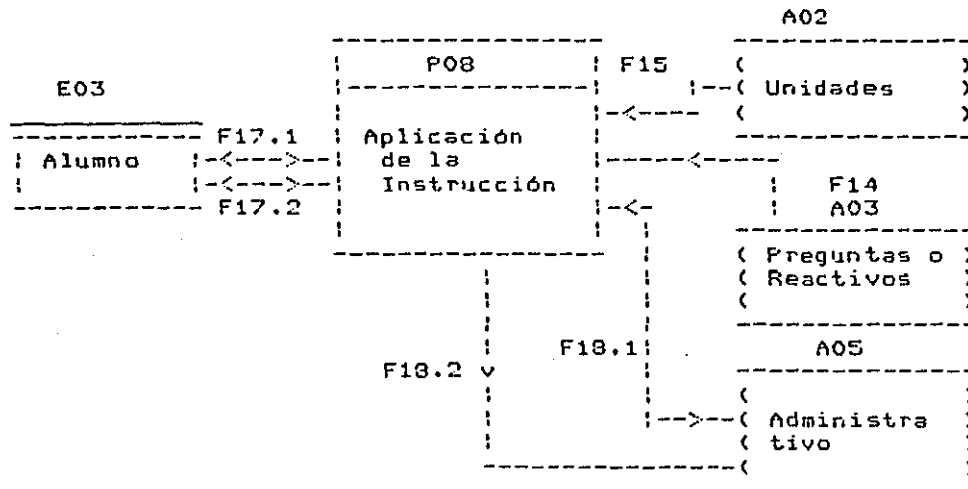 A02
P08
F15
Unidades
E03
Alumno
F17.1
F17.2
Aplicación
de la
Instrucción
F14
A03
Preguntas o
Reactivos
F18.1
A05
F18.2
Administra
tivo